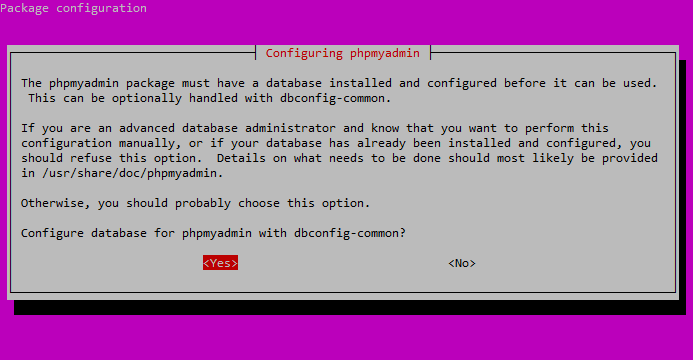 Package configuration
Configuring phpmyadmin
The phpmyadmin package must have a database installed and configured before it can be used.
This can be optionally handled with dbconfig-common.
If you are an advanced database administrator and know that you want to perform this
configuration manually, or if your database has already been installed and configured, you
should refuse this option.  Details on what needs to be done should most likely be provided
in /usr/share/doc/phpmyadmin.
Otherwise, you should probably choose this option.
Configure database for phpmyadmin with dbconfig-common?
<Yes> <No>